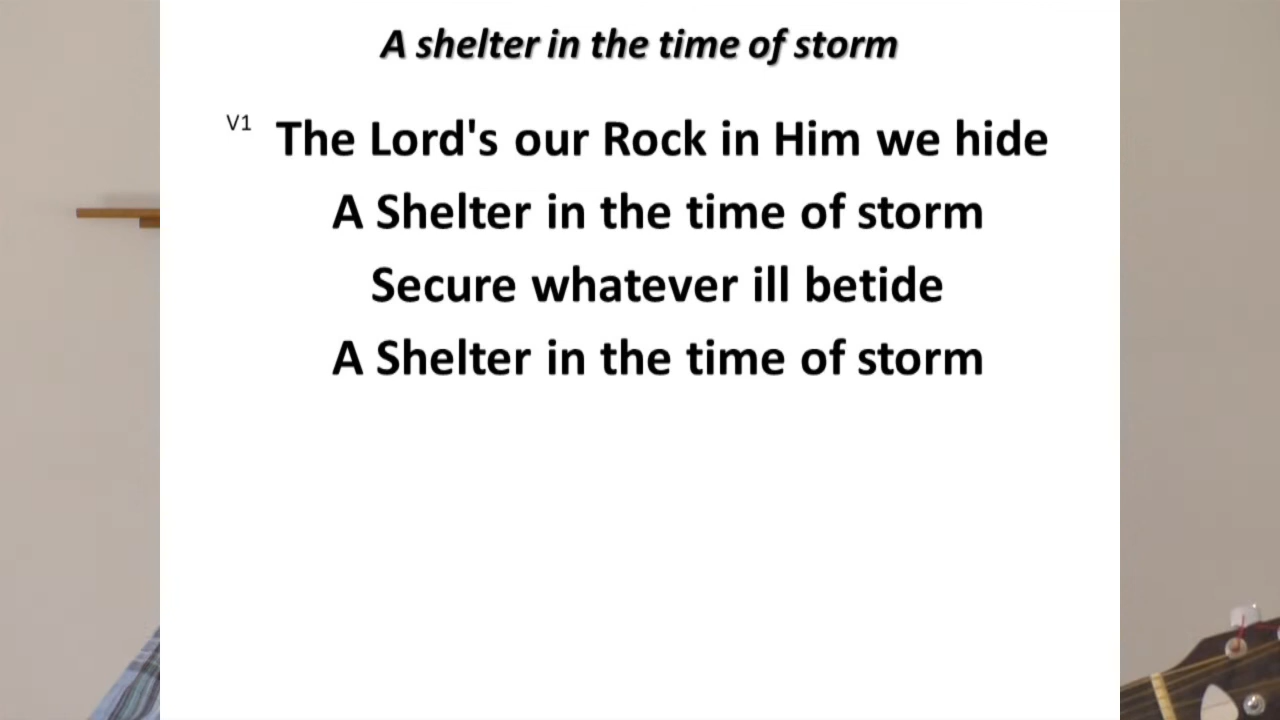 A shelter in the time of storm
V1 The Lord's our Rock in Him we hide
A Shelter in the time of storm
Secure whatever ill betide
A Shelter in the time of storm